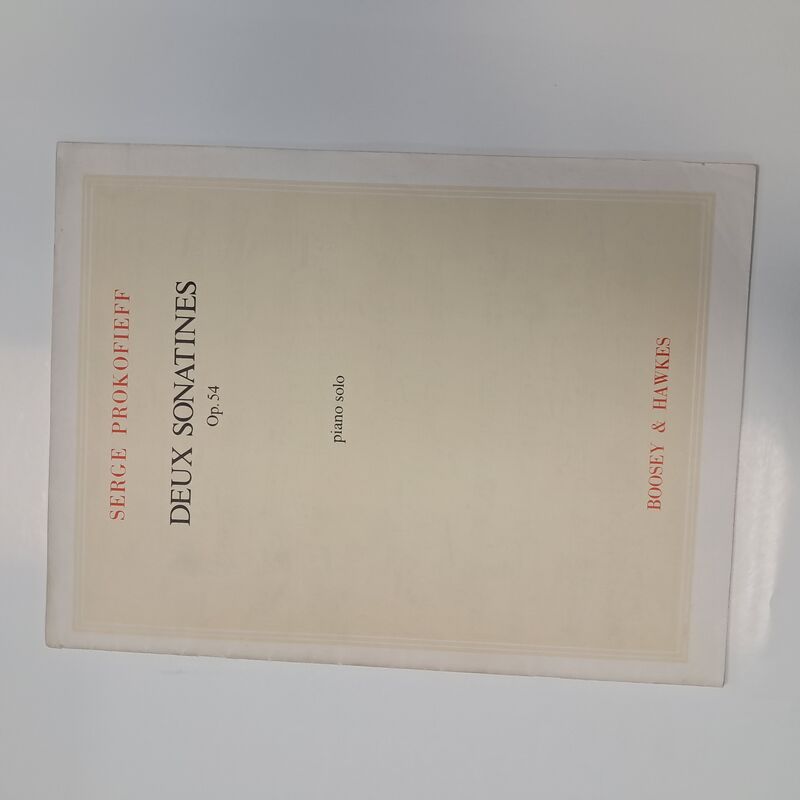 SERGE PROKOFIEFF
DEUX SONATINES
Op. 54
piano solo
BOOSEY & HAWKES